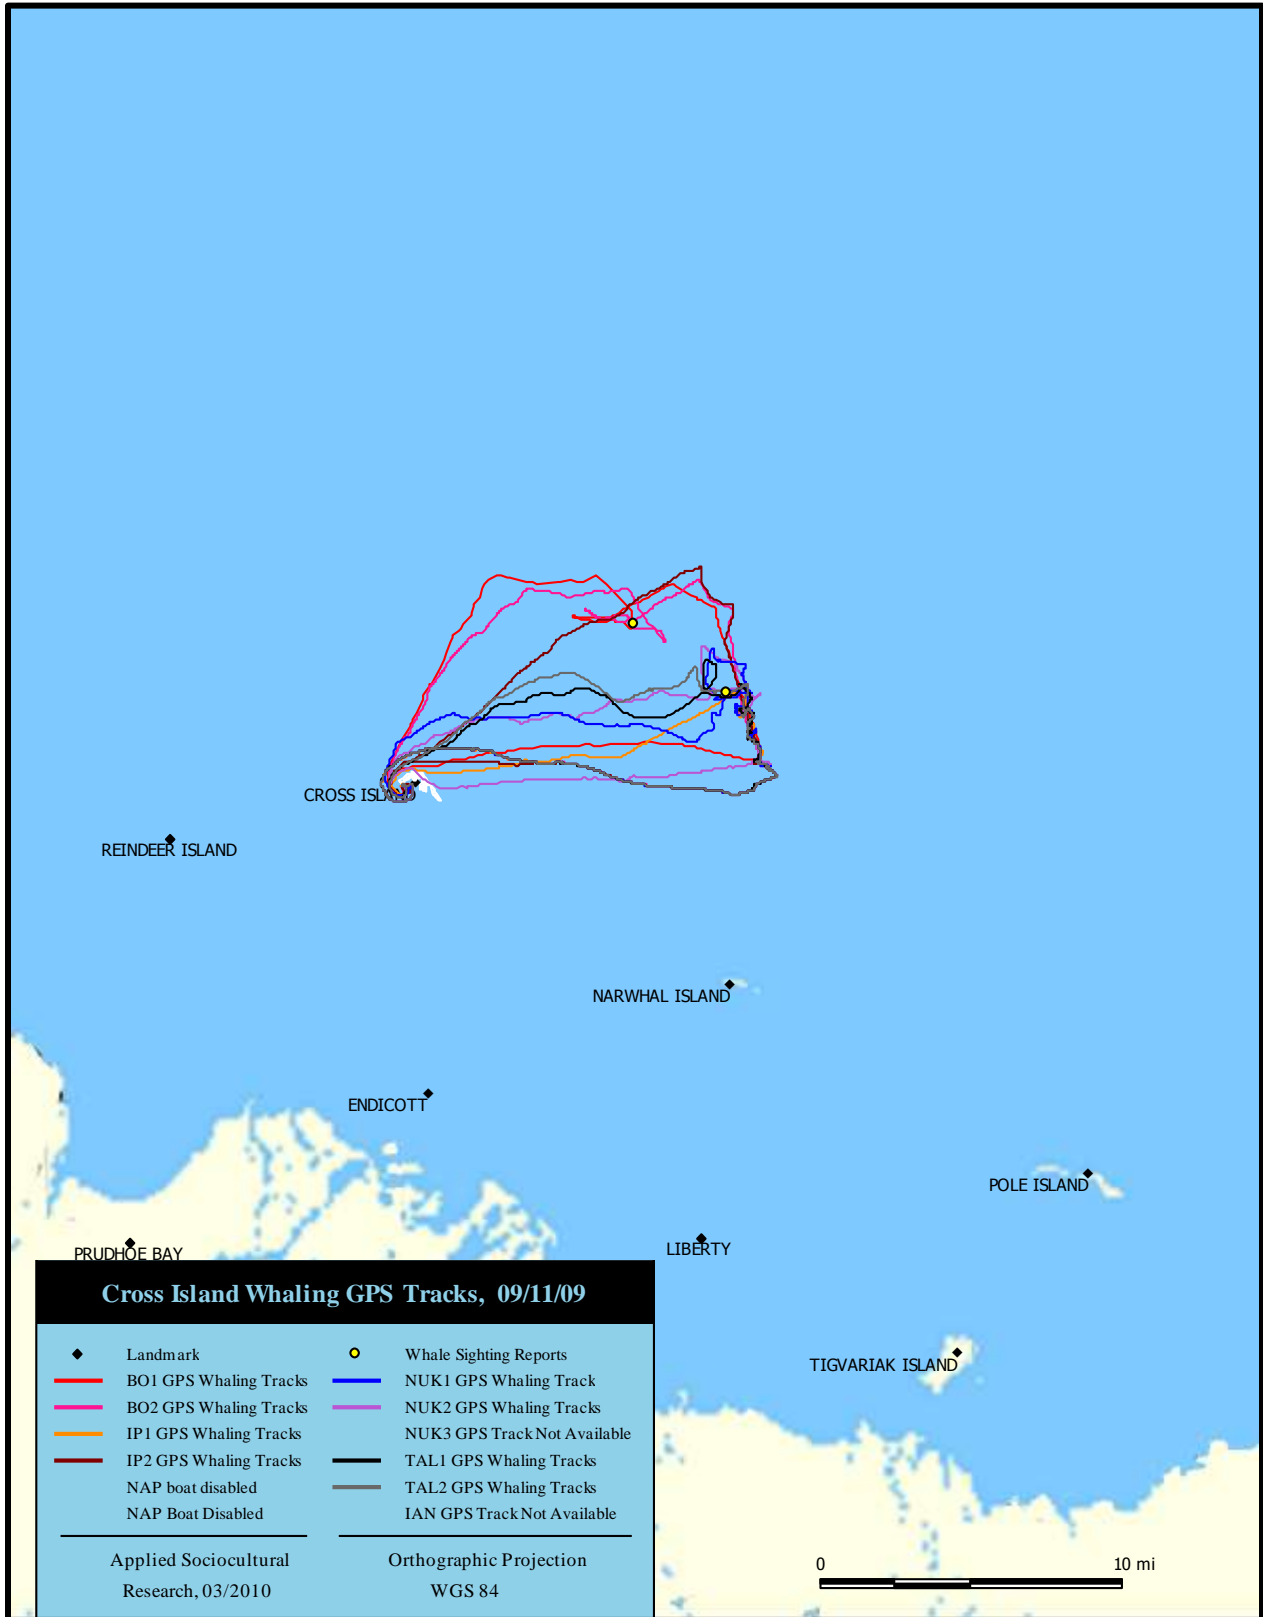 CROSS ISLAND
REINDEER ISLAND
NARWHAL ISLAND
ENDICOTT
POLE ISLAND
PRUDHOE BAY
LIBERTY
TIGVARIAK ISLAND
Cross Island Whaling GPS Tracks, 09/11/09
Landmark
Whale Sighting Reports
BO1 GPS Whaling Tracks
NUK1 GPS Whaling Track
BO2 GPS Whaling Tracks
NUK2 GPS Whaling Tracks
IP1 GPS Whaling Tracks
NUK3 GPS Track Not Available
IP2 GPS Whaling Tracks
TAL1 GPS Whaling Tracks
NAP boat disabled
TAL2 GPS Whaling Tracks
NAP Boat Disabled
IAN GPS Track Not Available
Applied Sociocultural
Research, 03/2010
Orthographic Projection
WGS 84
0 10 mi